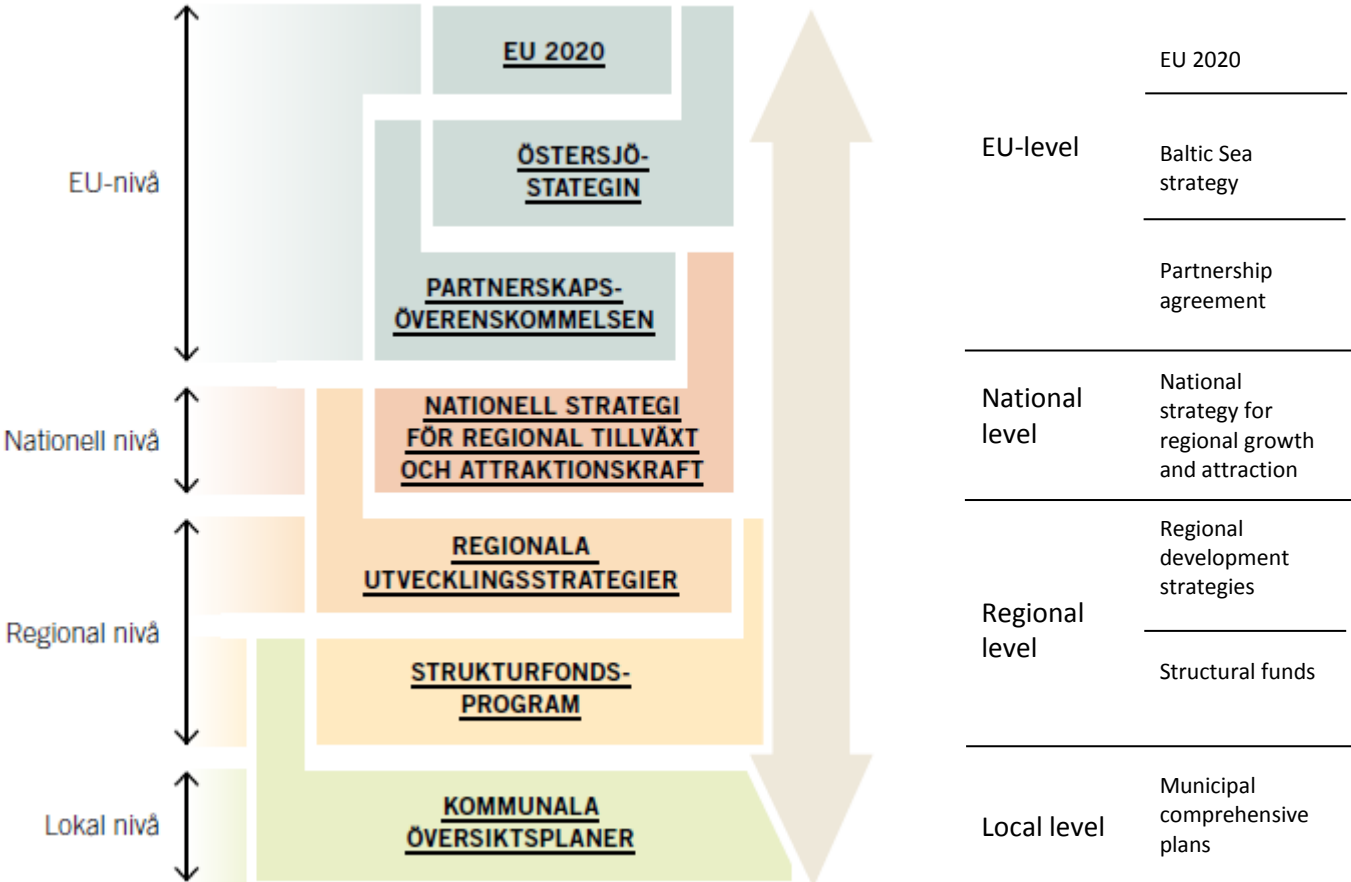 EU-nivå
EU 2020
ÖSTERSJÖ-
STATEGIN
PARTNERSKAPS-
ÖVERENSKOMMELSEN
Nationell nivå
NATIONELL STRATEGI
FÖR REGIONAL TILLVÄXT
OCH ATTRAKTIONSKRAFT
Regional nivå
REGIONALA
UTVECKLINGSSTRATEGIER
STRUKTURFONDS-
PROGRAM
Lokal nivå
KOMMUNALA
ÖVERSIKTSPLANER
EU-level
EU 2020
Baltic Sea
strategy
Partnership
agreement
National
level
National
strategy for
regional growth
and attraction
Regional
level
Regional
development
strategies
Structural funds
Local level
Municipal
comprehensive
plans